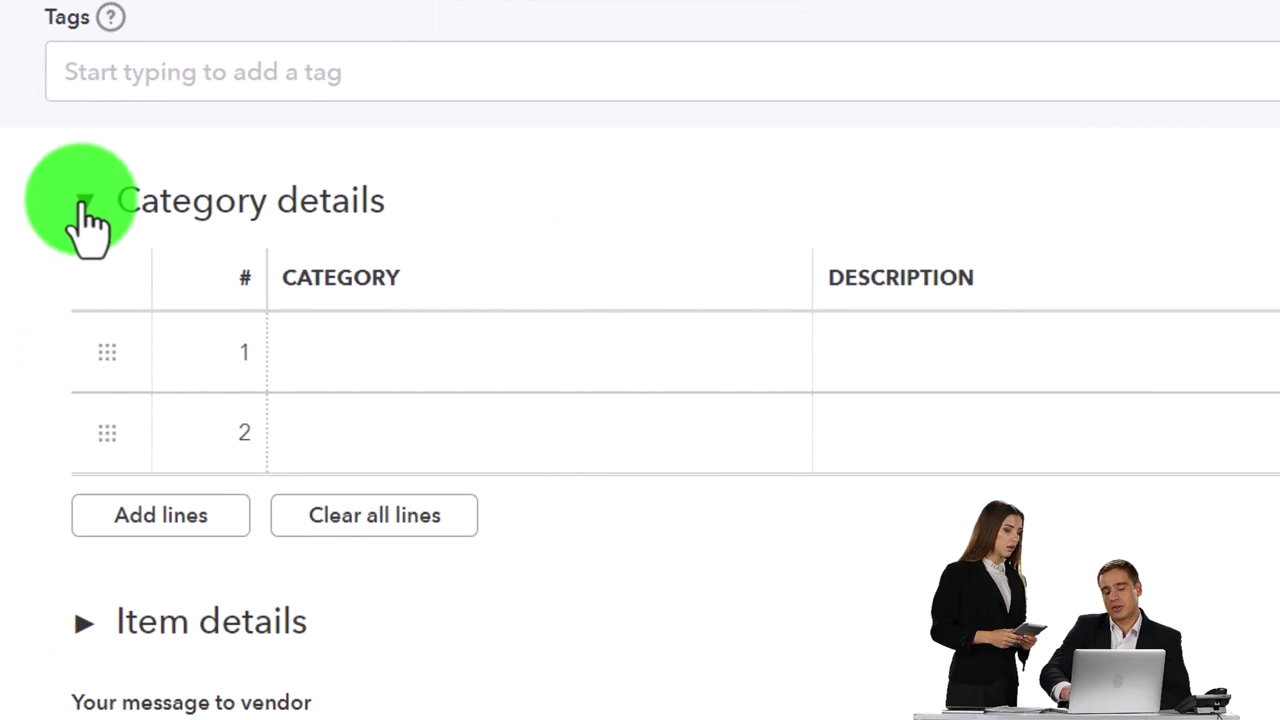 Tags ?
Start typing to add a tag
Category details
# CATEGORY DESCRIPTION
1
2
Add lines Clear all lines
Item details
Your message to vendor